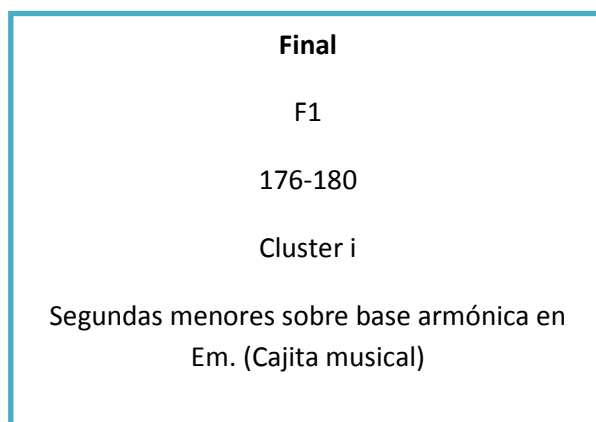 Final
F1
176-180
Cluster i
Segundas menores sobre base armónica en
Em. (Cajita musical)